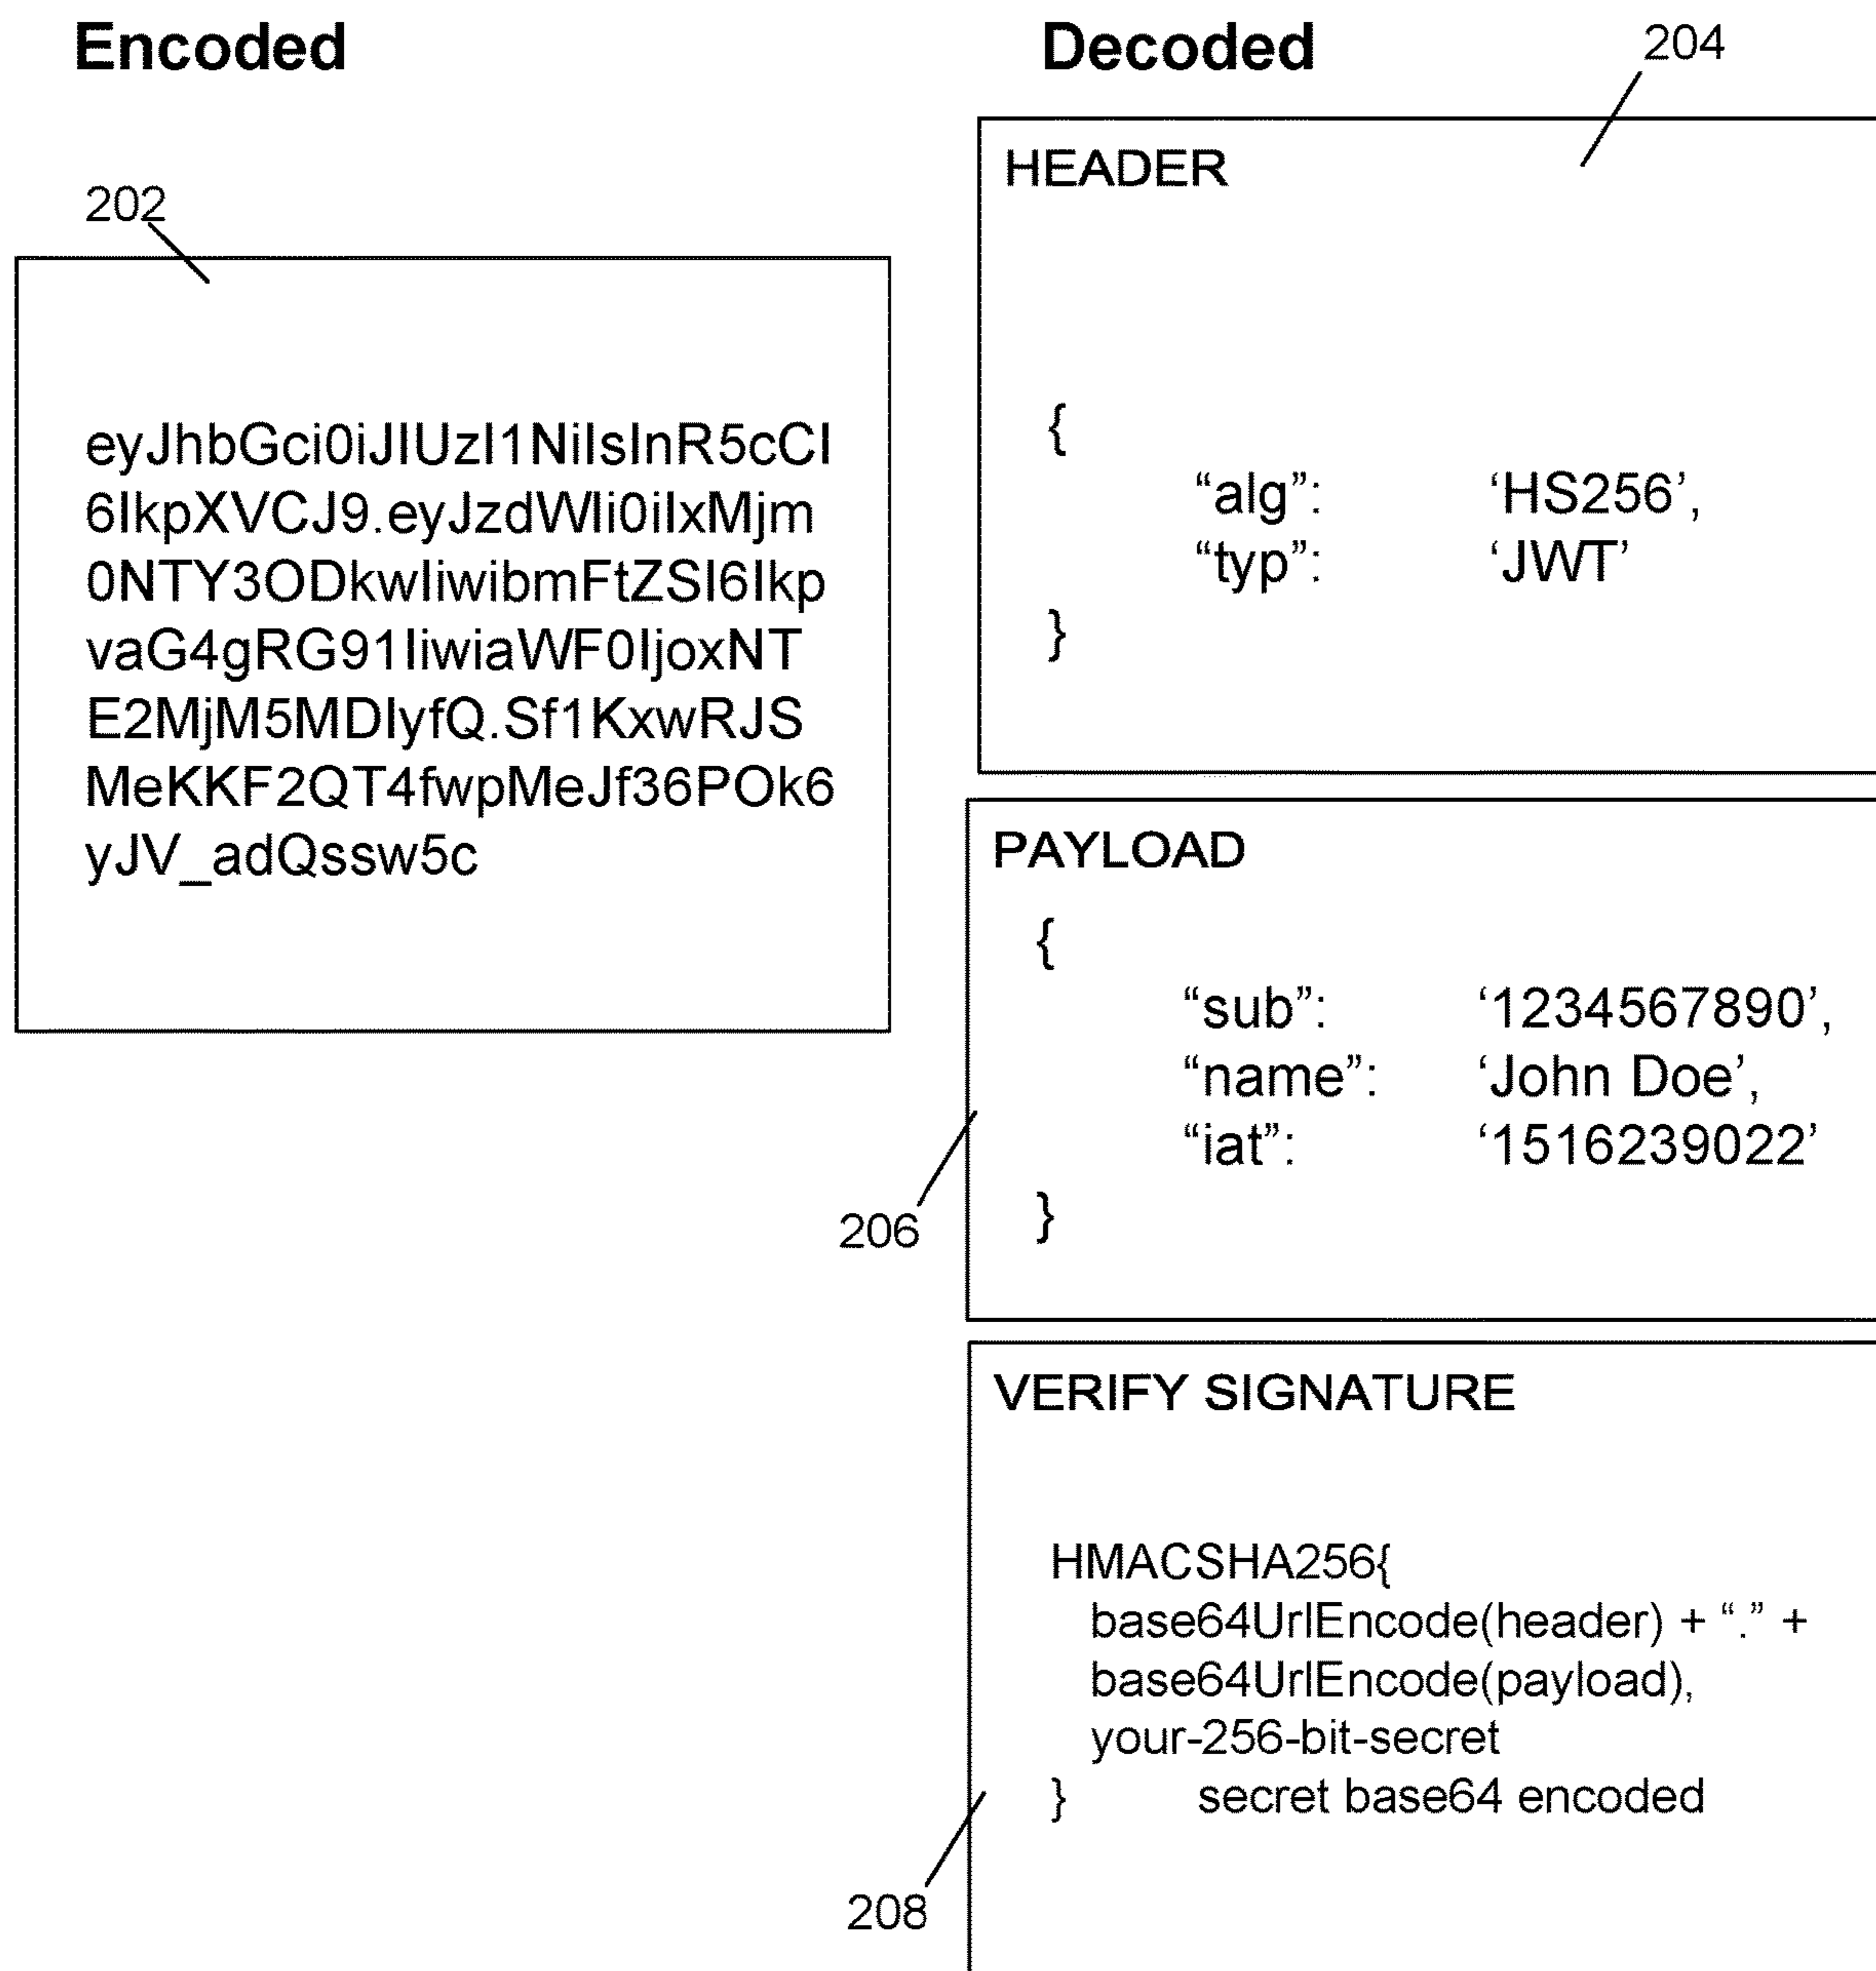 Encoded
202
eyJhbGci0iJIUzI1NiIsInR5cCI
6IkpXVCJ9.eyJzdWIi0iIxMjm
0NTY3ODkwIiwibmFtZSI6Ikp
vaG4gRG91IiwiaWF0IjoxNT
E2MjM5MDIyfQ.Sf1KxwRJS
MeKKF2QT4fwpMeJf36POk6
yJV_adQssw5c
Decoded
204
HEADER
{
“alg”: ‘HS256’,
“typ”: ‘JWT’
}
PAYLOAD
{
“sub”: ‘1234567890’,
“name”: ‘John Doe’,
“iat”: ‘1516239022’
}
206
VERIFY SIGNATURE
HMACSHA256{
base64UrlEncode(header) + “.” +
base64UrlEncode(payload),
your-256-bit-secret
} secret base64 encoded
208